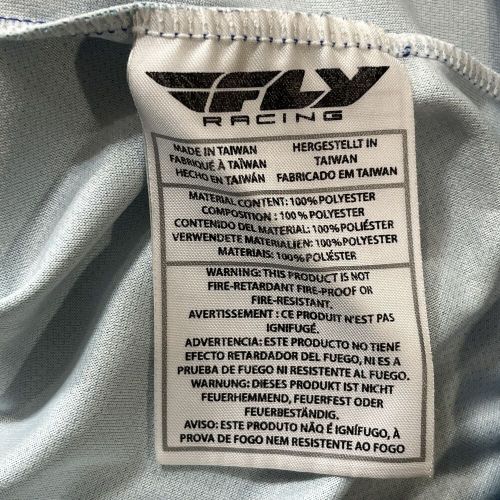 FLY
RACING
MADE IN TAIWAN
FABRIQUÉ À TAÏWAN
HECHO EN TAIWÁN
HERGESTELLT IN
TAIWAN
FABRICADO EM TAIWAN
MATERIAL CONTENT: 100% POLYESTER
COMPOSITION : 100 % POLYESTER
CONTENIDO DEL MATERIAL: 100% POLIÉSTER
VERWENDETE MATERIALIEN: 100% POLYESTER
MATERIAIS: 100% POLIÉSTER
WARNING: THIS PRODUCT IS NOT
FIRE-RETARDANT FIRE-PROOF OR
FIRE-RESISTANT.
AVERTISSEMENT : CE PRODUIT N'EST PAS
IGNIFUGÉ.
ADVERTENCIA: ESTE PRODUCTO NO TIENE
EFECTO RETARDADOR DEL FUEGO, NI ES A
PRUEBA DE FUEGO NI RESISTENTE AL FUEGO
WARNUNG: DIESES PRODUKT IST NICHT
FEUERHEMMEND, FEUERFEST ODER
FEUERBESTÄNDIG.
AVISO: ESTE PRODUTO NÃO É IGNÍFUGO, À
PROVA DE FOGO NEM RESISTENTE AO FOGO